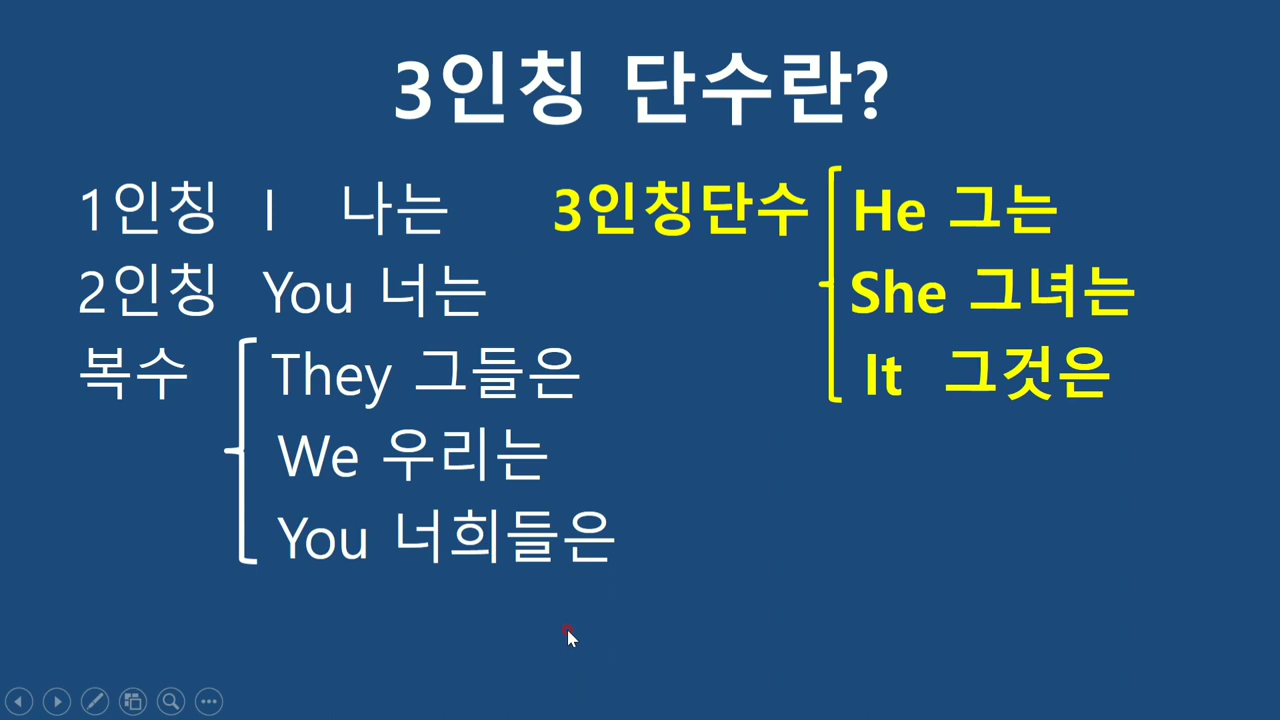 3인칭 단수란?
1인칭 I 나는
2인칭 You 너는
복수 They 그들은
We 우리는
You 너희들은
3인칭단수 He 그는
She 그녀는
It 그것은